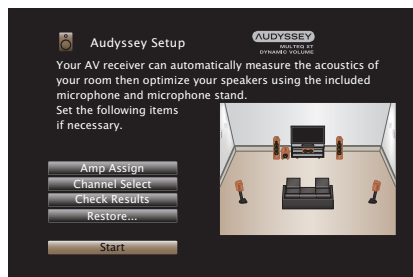 Audyssey Setup
AUDYSSEY
MULTEQ XT
DYNAMIC VOLUME
Your AV receiver can automatically measure the acoustics of
your room then optimize your speakers using the included
microphone and microphone stand.
Set the following items
if necessary.
Amp Assign
Channel Select
Check Results
Restore...
Start